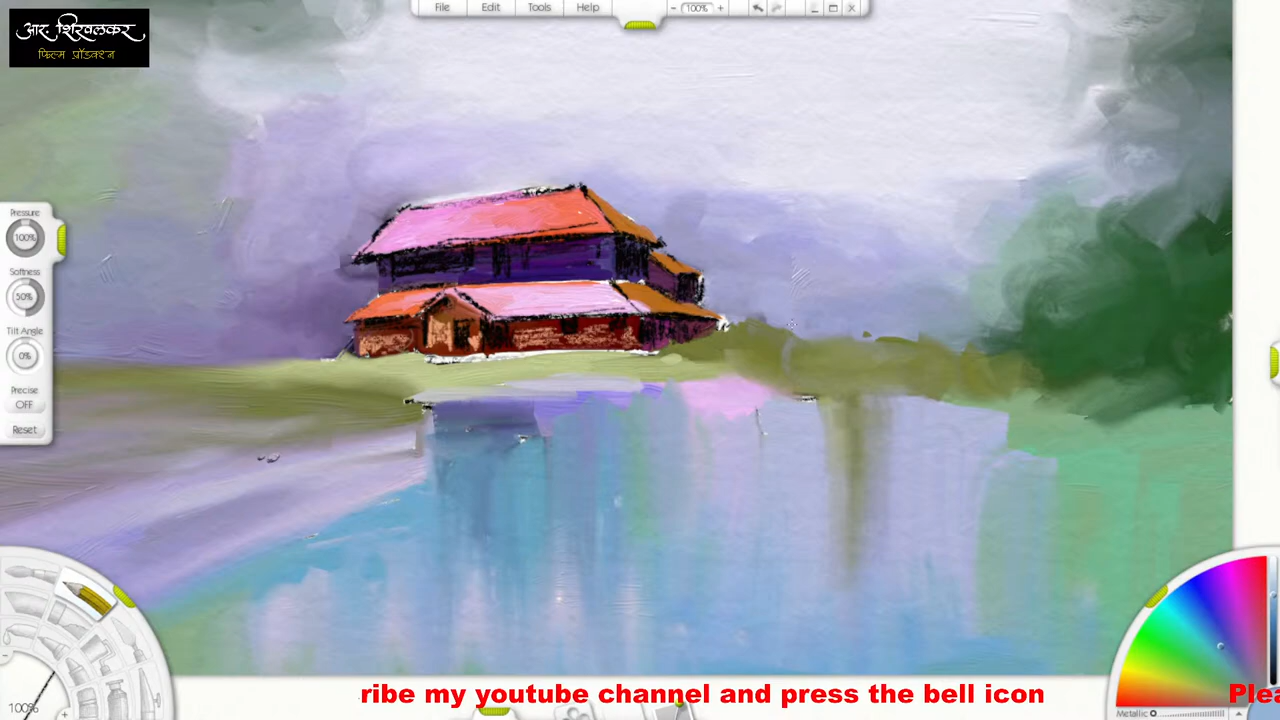 आर. शिरवलकर
फिल्म प्रॉडक्शन
File Edit Tools Help - 100% +
Pressure
100%
Softness
50%
Tilt Angle
0%
Precise
OFF
Reset
100%
Metallic
ribe my youtube channel and press the bell icon Plea